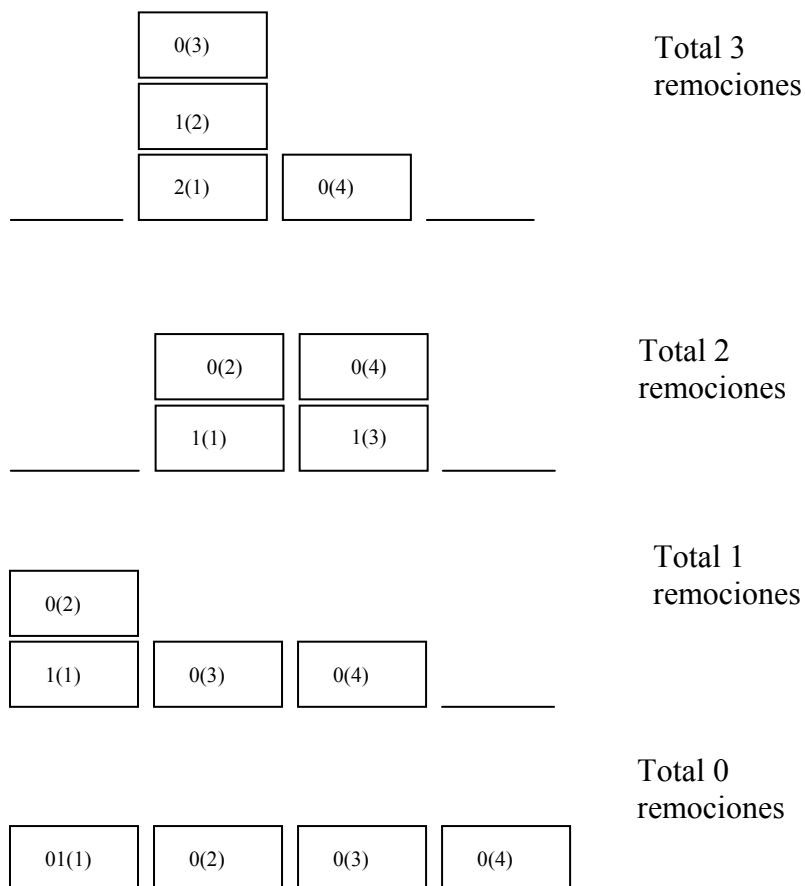 0(3)
Total 3
remociones
1(2)
2(1) 0(4)
Total 2
remociones
0(2) 0(4)
1(1) 1(3)
Total 1
remociones
0(2)
1(1) 0(3) 0(4)
Total 0
remociones
01(1) 0(2) 0(3) 0(4)